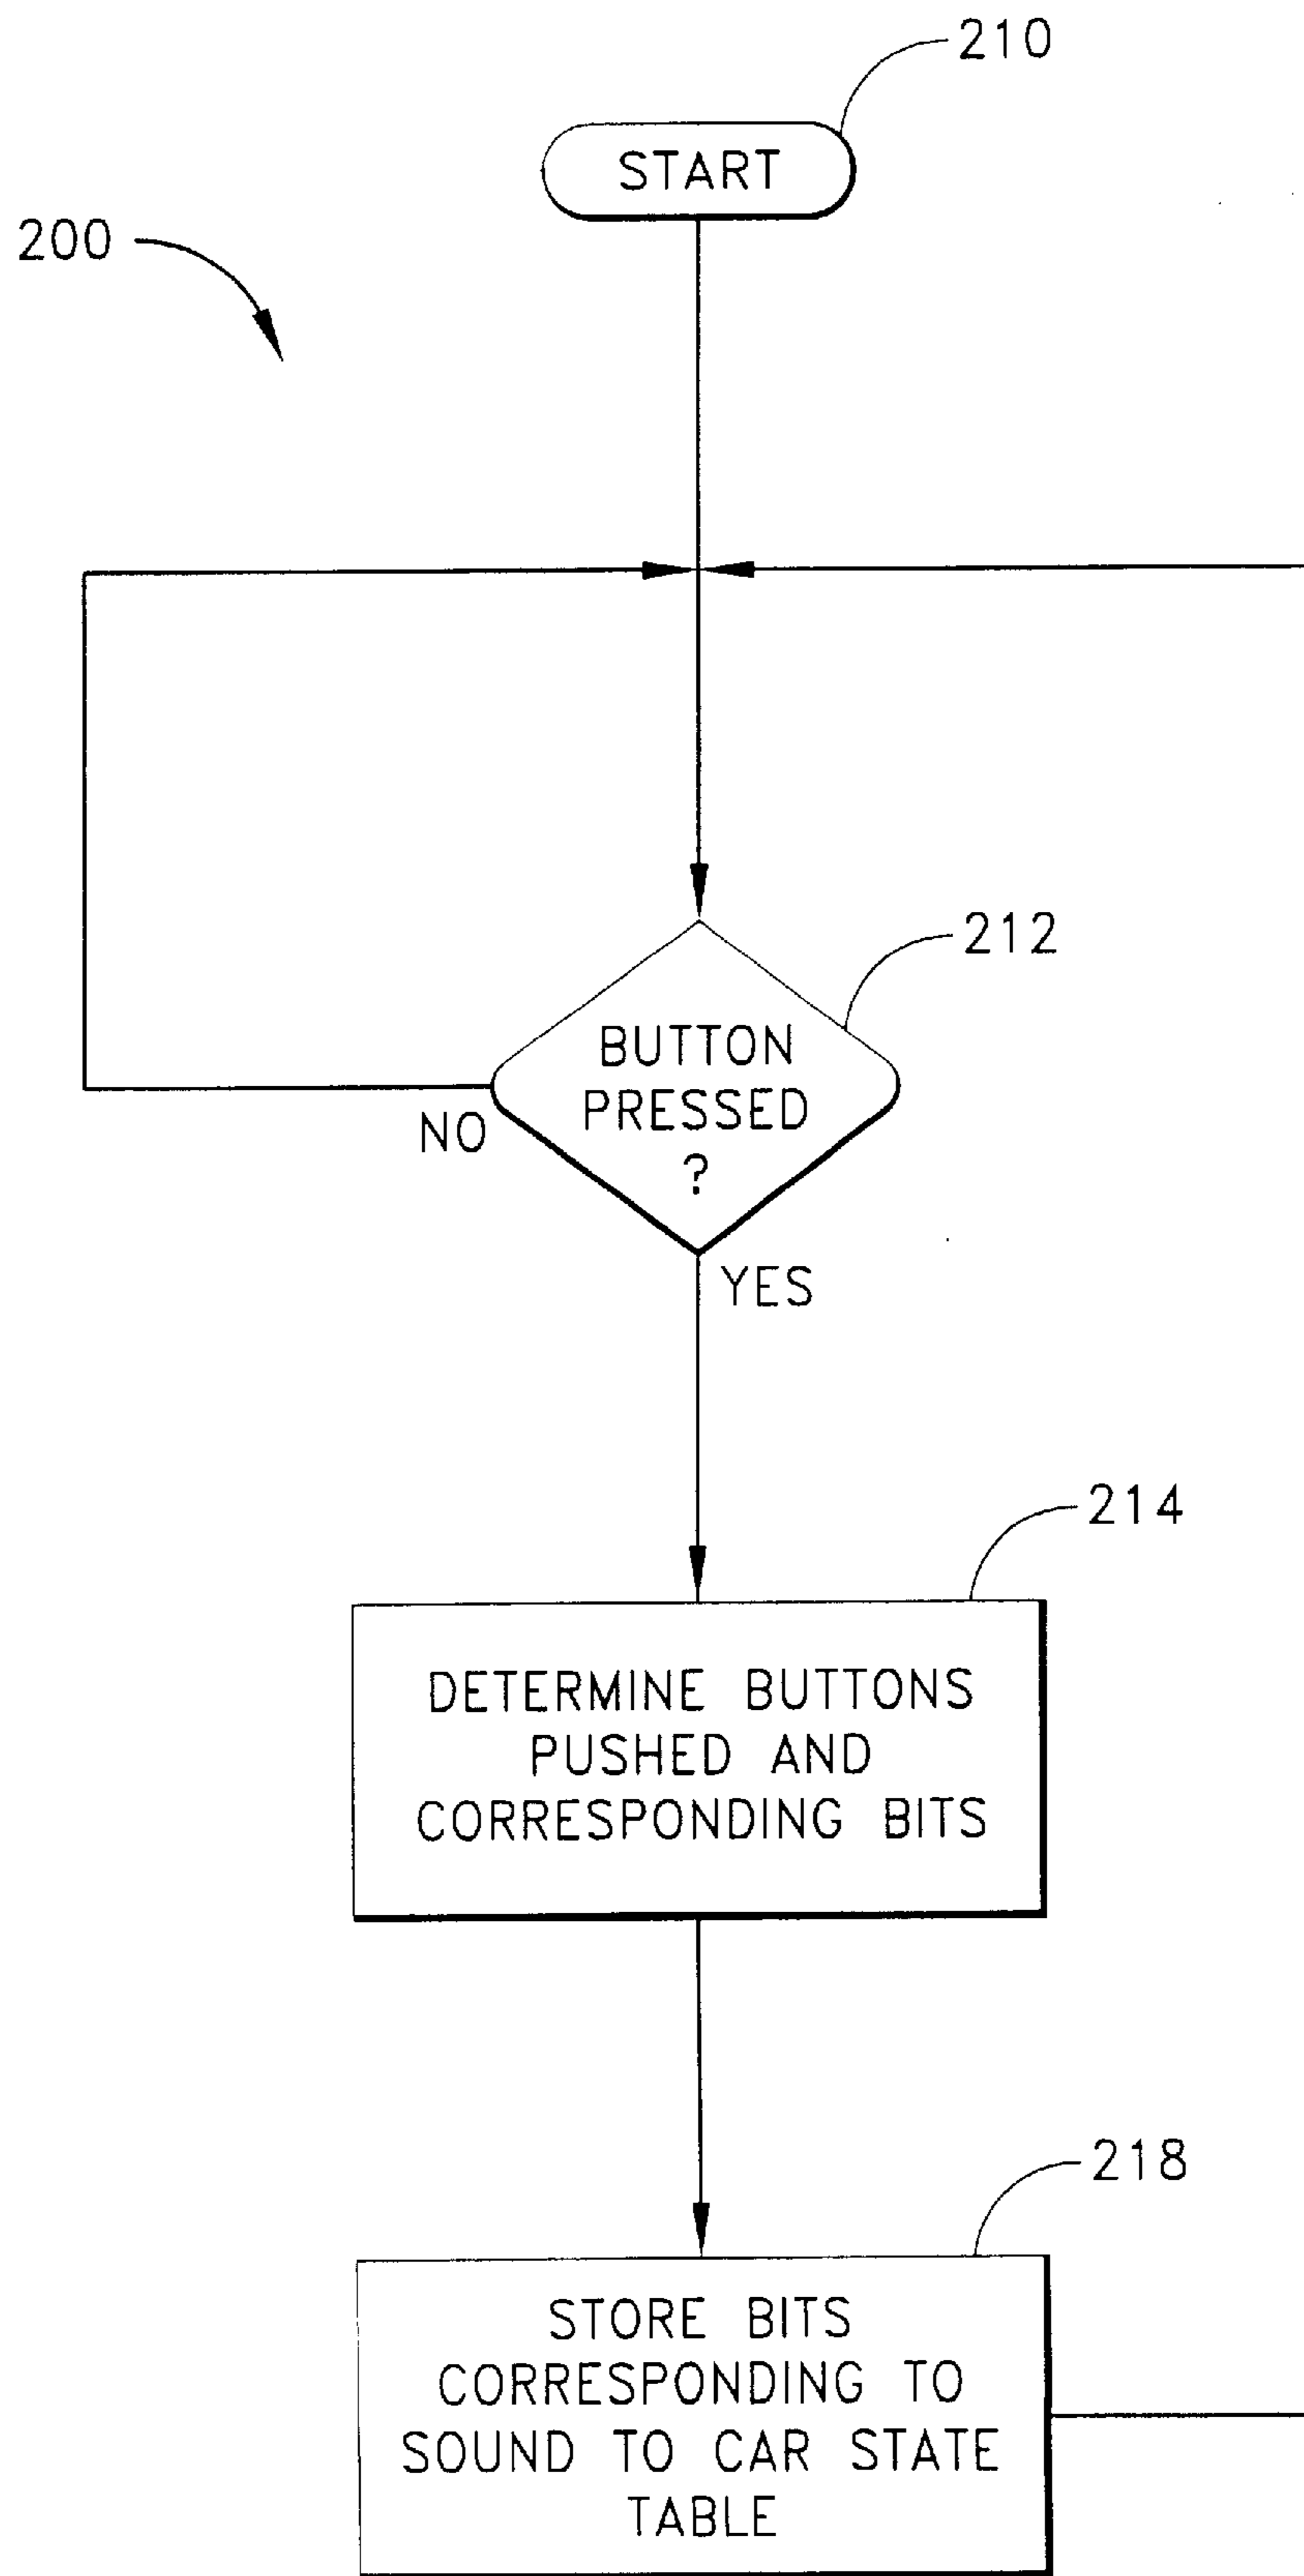 210
START
200
212
BUTTON
PRESSED
?
NO
YES
214
DETERMINE BUTTONS
PUSHED AND
CORRESPONDING BITS
218
STORE BITS
CORRESPONDING TO
SOUND TO CAR STATE
TABLE